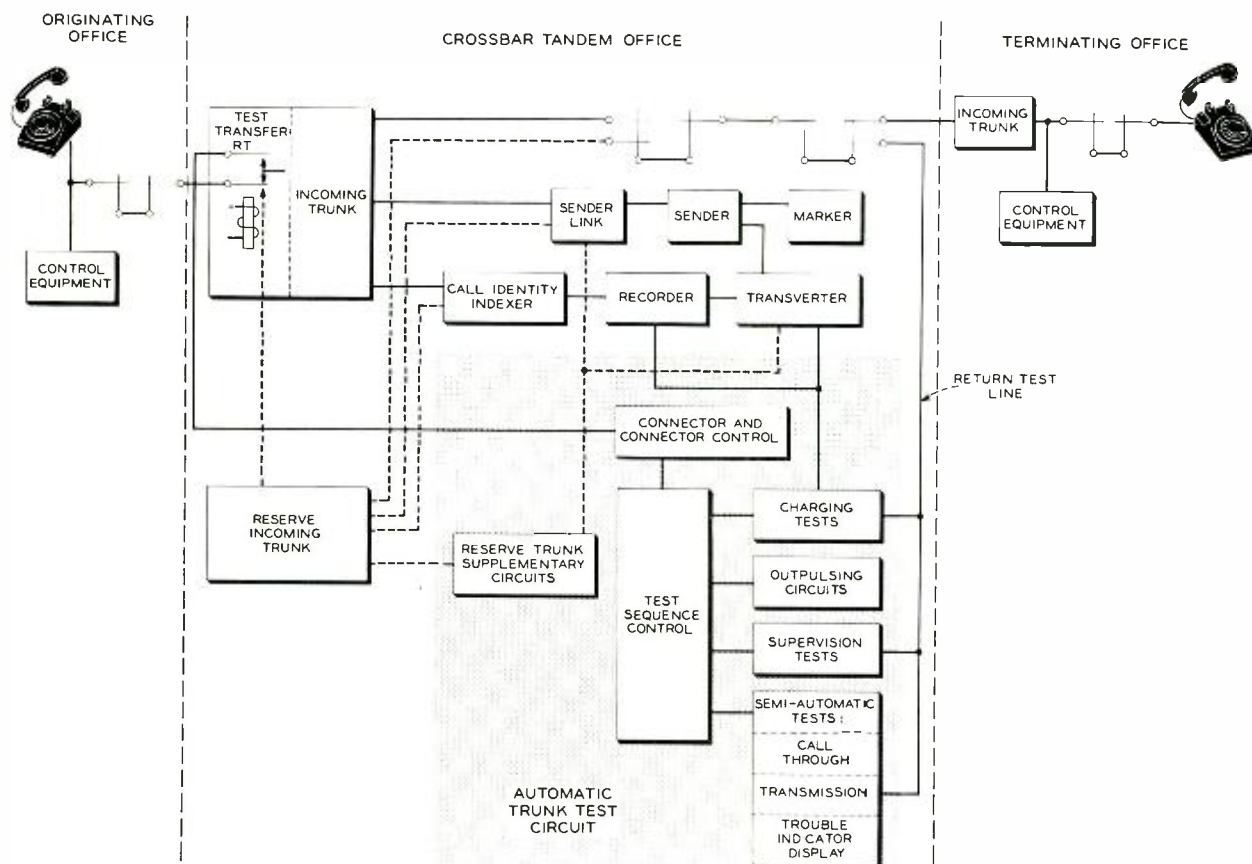 ORIGINATING
OFFICE
CROSSBAR TANDEM OFFICE
TERMINATING OFFICE
TEST
TRANSFER
RT
INCOMING
TRUNK
CONTROL
EQUIPMENT
SENDER
LINK
SENDER
MARKER
CALL IDENTITY
INDEXER
RECORDER
TRANSVERTER
INCOMING
TRUNK
CONTROL
EQUIPMENT
RETURN TEST
LINE
CONNECTOR AND
CONNECTOR CONTROL
RESERVE
INCOMING
TRUNK
RESERVE TRUNK
SUPPLEMENTARY
CIRCUITS
TEST
SEQUENCE
CONTROL
CHARGING
TESTS
OUTPULSING
CIRCUITS
SUPERVISION
TESTS
SEMI-AUTOMATIC
TESTS:
CALL
THROUGH
TRANSMISSION
TROUBLE
INDICATOR
DISPLAY
AUTOMATIC
TRUNK TEST
CIRCUIT